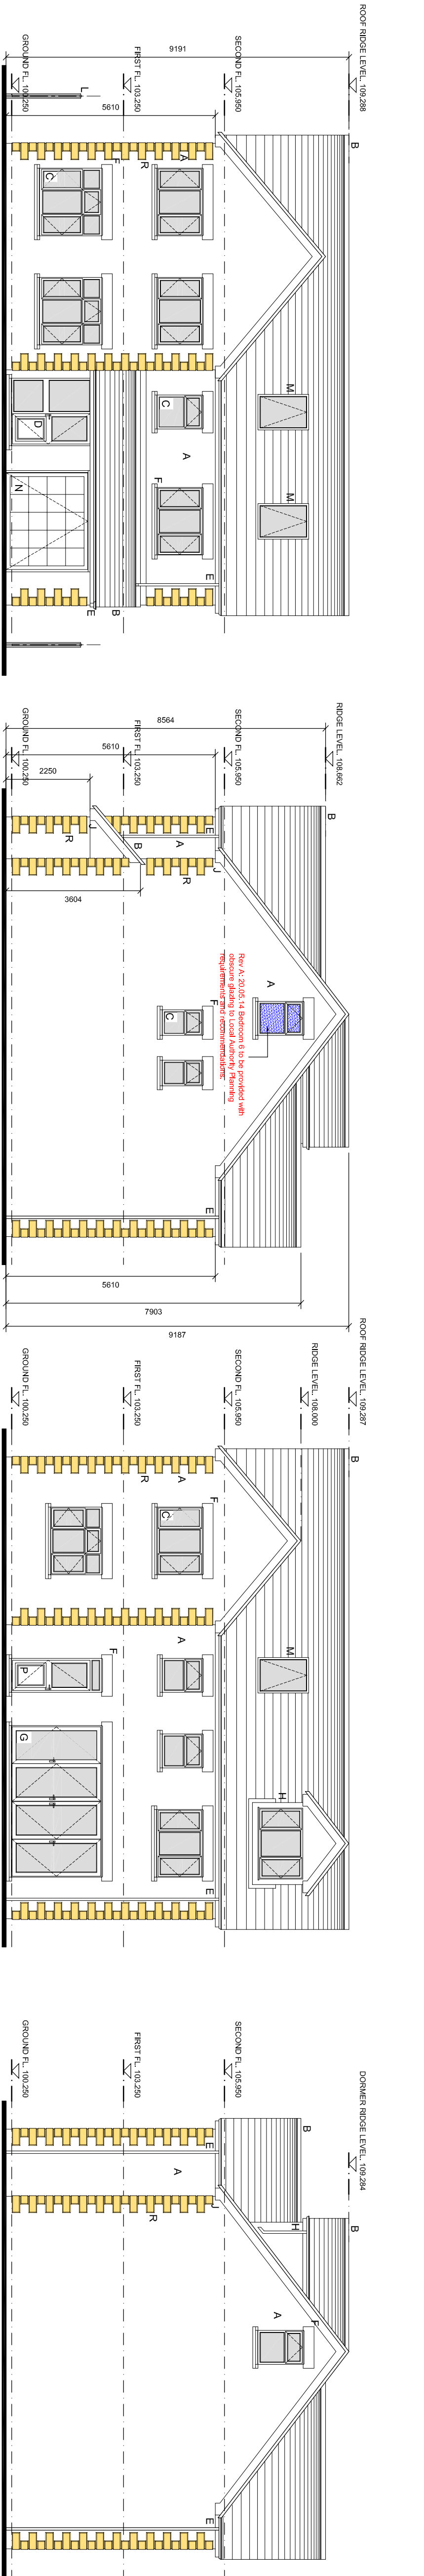 ROOF RIDGE LEVEL. 109.288
SECOND FL. 105.950
FIRST FL. 103.250
GROUND FL. 100.250
9191
5610
L
B
A
R
F
C
M
M
C
A
F
D
N
E
B
E
RIDGE LEVEL. 108.662
SECOND FL. 105.950
FIRST FL. 103.250
GROUND FL. 100.250
8564
5610
2250
3604
B
E
A
J
B
J
R
R
A
Rev A: 20.05.14 Bedroom 6 to be provided with
obscure glazing to Local Authority Planning
requirements and recommendations.
F
C
E
5610
7903
9187
ROOF RIDGE LEVEL. 109.287
RIDGE LEVEL. 108.000
SECOND FL. 105.950
FIRST FL. 103.250
GROUND FL. 100.250
B
A
R
F
C
M
H
A
F
P
G
E
DORMER RIDGE LEVEL. 109.284
SECOND FL. 105.950
FIRST FL. 103.250
GROUND FL. 100.250
B
B
H
E
A
J
R
A
F
E